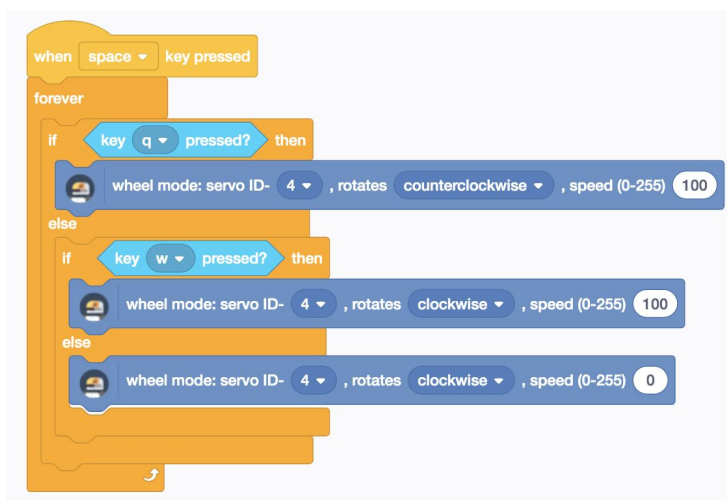 when space key pressed
forever
if key q pressed? then
wheel mode: servo ID- 4 , rotates counterclockwise , speed (0-255) 100
else
if key w pressed? then
wheel mode: servo ID- 4 , rotates clockwise , speed (0-255) 100
else
wheel mode: servo ID- 4 , rotates clockwise , speed (0-255) 0